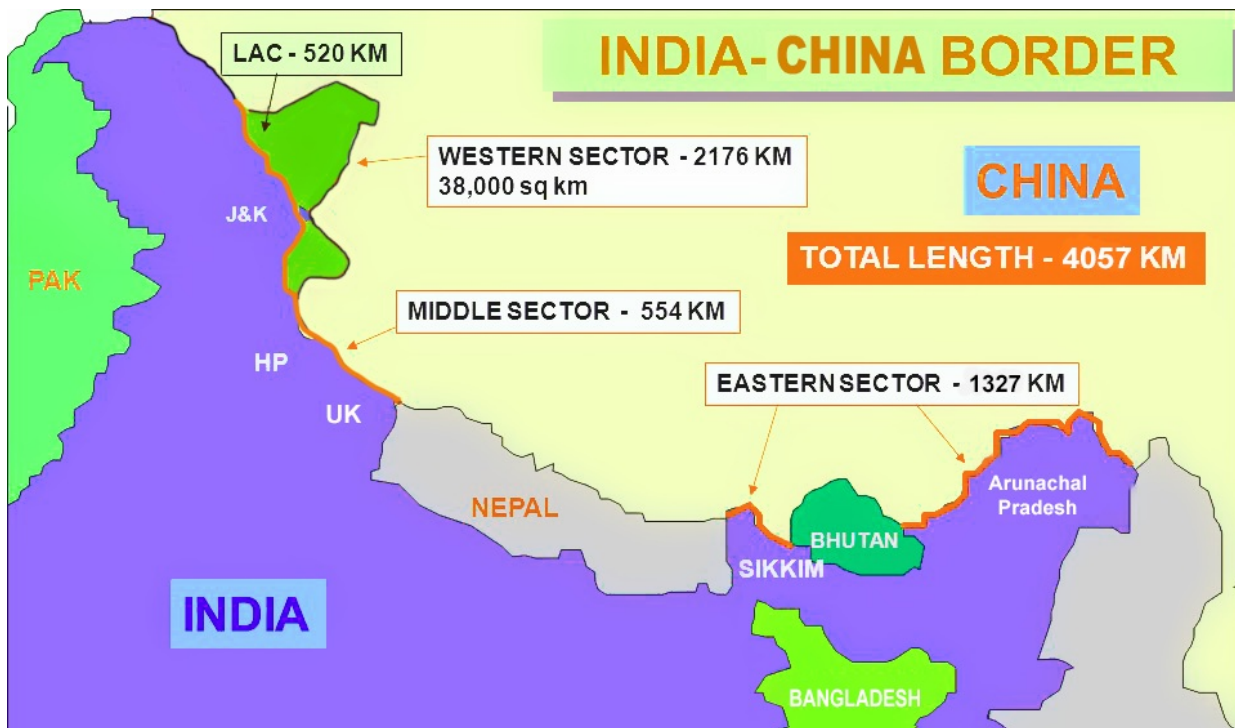 INDIA- CHINA BORDER
LAC - 520 KM
WESTERN SECTOR - 2176 KM
38,000 sq km
CHINA
J&K
TOTAL LENGTH - 4057 KM
PAK
MIDDLE SECTOR - 554 KM
HP
EASTERN SECTOR - 1327 KM
UK
NEPAL
Arunachal
Pradesh
BHUTAN
SIKKIM
INDIA
BANGLADESH